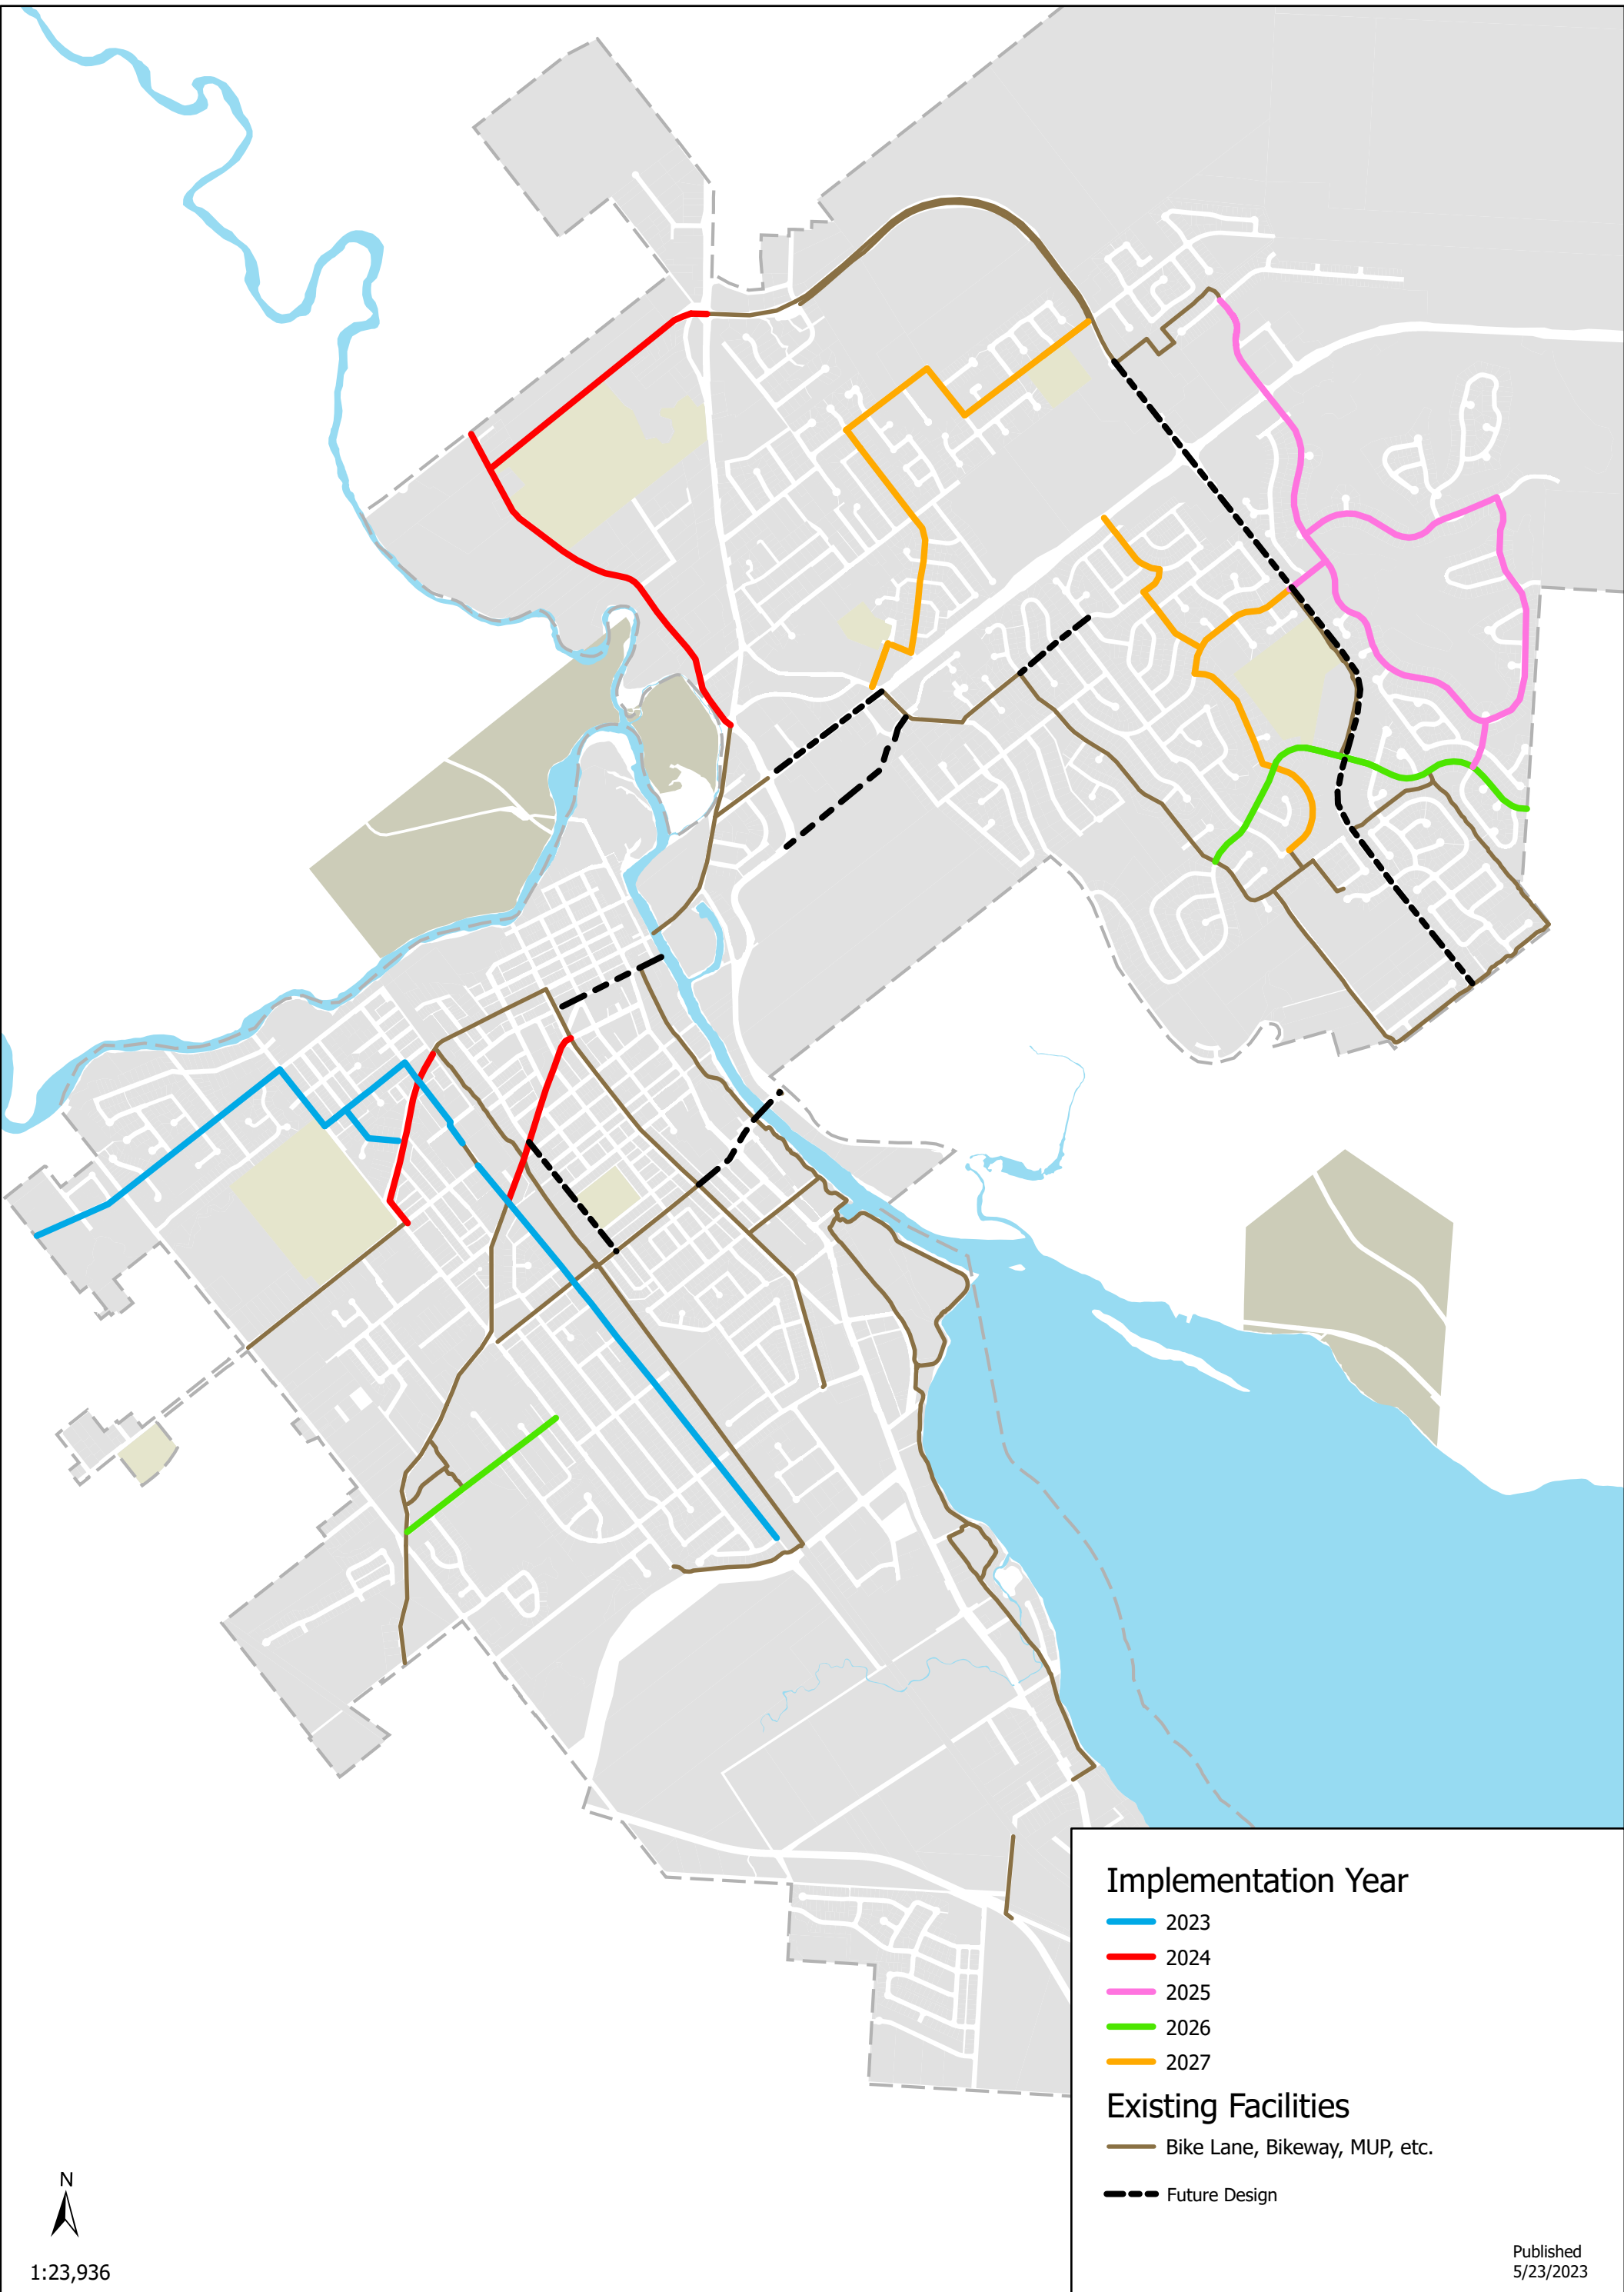 Implementation Year
2023
2024
2025
2026
2027
Existing Facilities
Bike Lane, Bikeway, MUP, etc.
Future Design
Published
5/23/2023
N
1:23,936